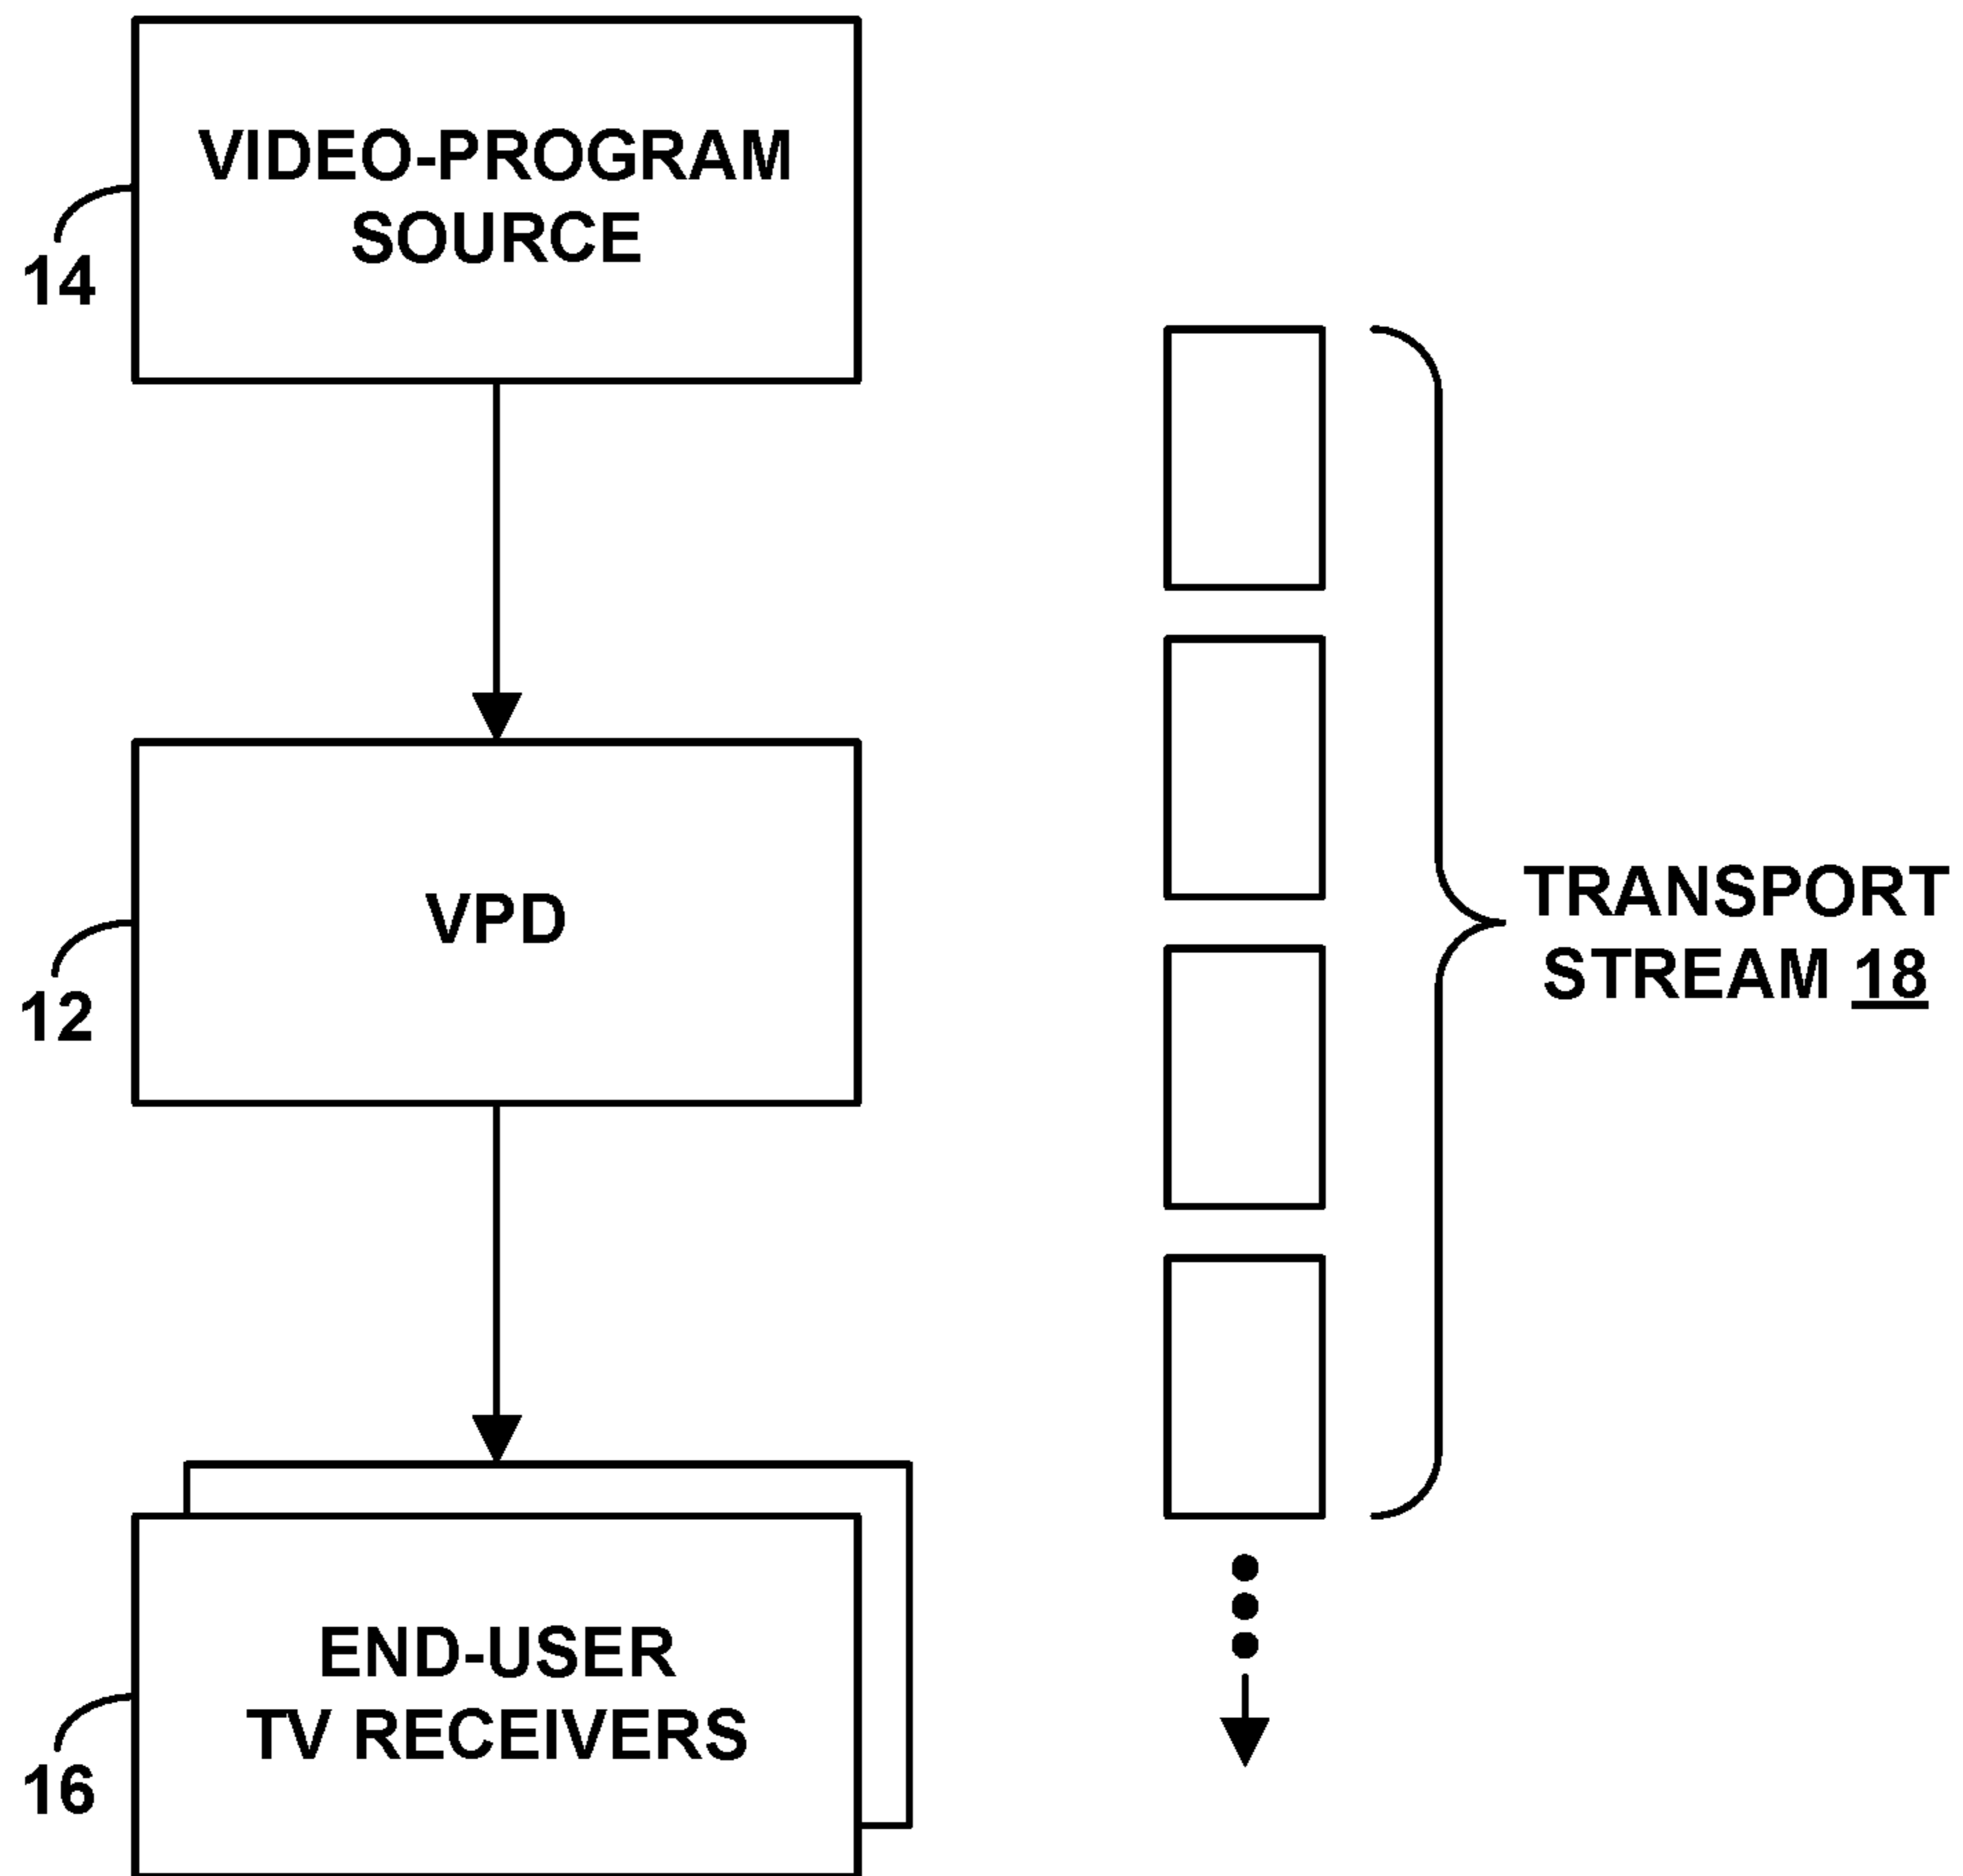 VIDEO-PROGRAM
SOURCE
14
VPD
12
TRANSPORT
STREAM 18
END-USER
TV RECEIVERS
16